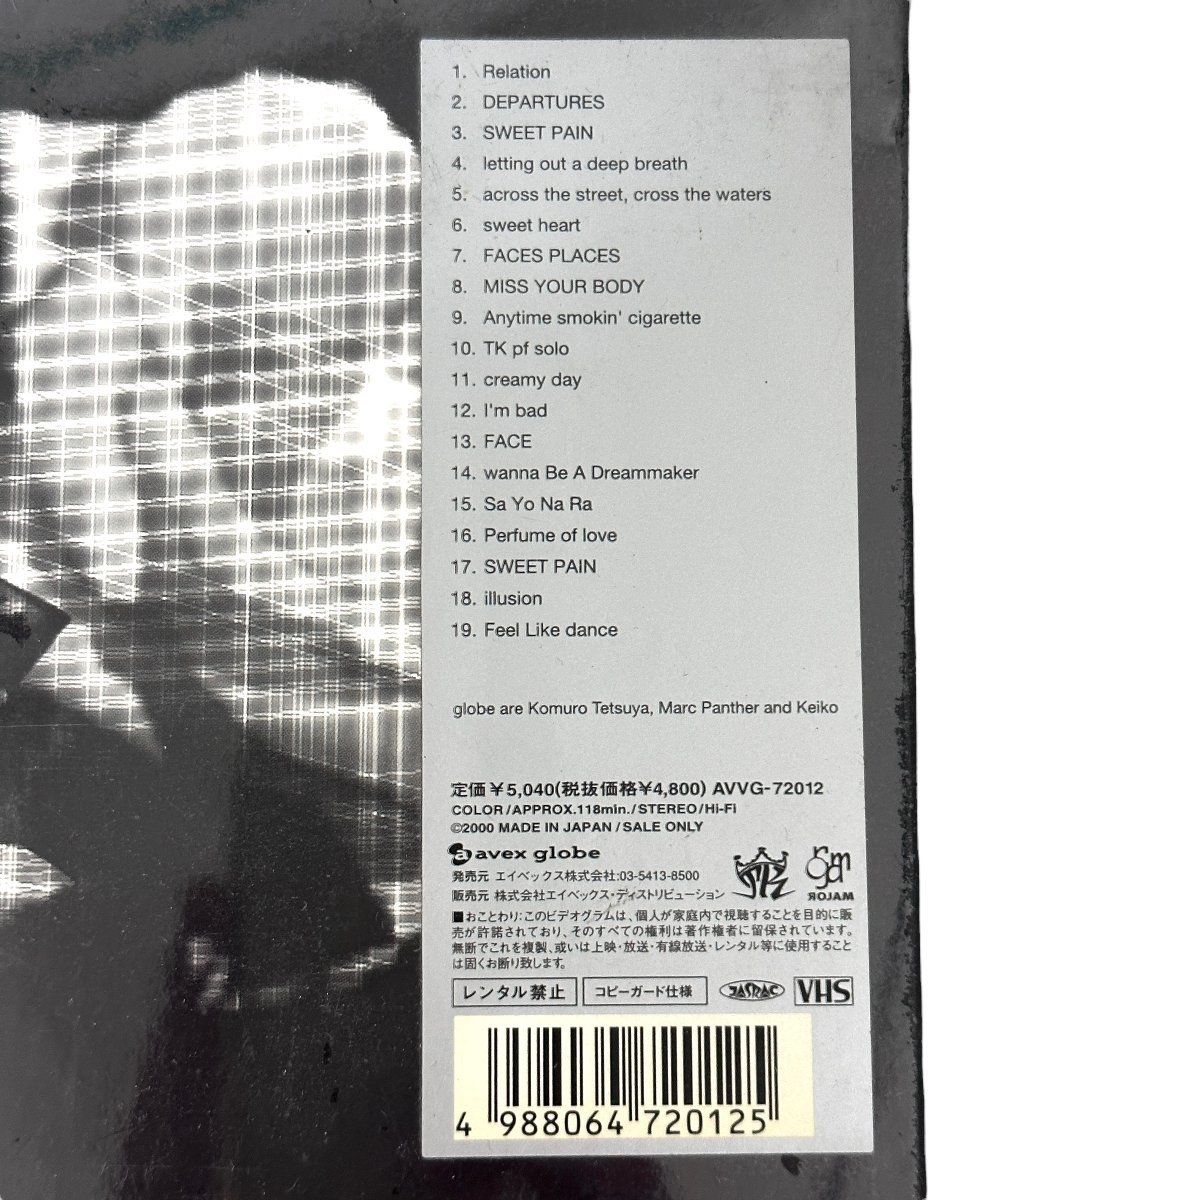 1. Relation
2. DEPARTURES
3. SWEET PAIN
4. letting out a deep breath
5. across the street, cross the waters
6. sweet heart
7. FACES PLACES
8. MISS YOUR BODY
9. Anytime smokin' cigarette
10. TK pf solo
11. creamy day
12. I'm bad
13. FACE
14. wanna Be A Dreammaker
15. Sa Yo Na Ra
16. Perfume of love
17. SWEET PAIN
18. illusion
19. Feel Like dance
globe are Komuro Tetsuya, Marc Panther and Keiko
定価¥5,040(税抜価格¥4,800) AVVG-72012
COLOR/APPROX.118min./STEREO/Hi-Fi
©2000 MADE IN JAPAN/SALE ONLY
avex globe
発売元 エイベックス株式会社:03-5413-8500
販売元 株式会社エイベックス・ディストリビューション
TK
rojam
ROJAM
■おことわり:このビデオグラムは、個人が家庭内で視聴することを目的に販
売が許諾されており、そのすべての権利は著作権者に留保されています。
無断でこれを複製、或いは上映・放送・有線放送・レンタル等に使用すること
は固くお断り致します。
レンタル禁止 コピーガード仕様 JASRAC VHS
4 988064 720125